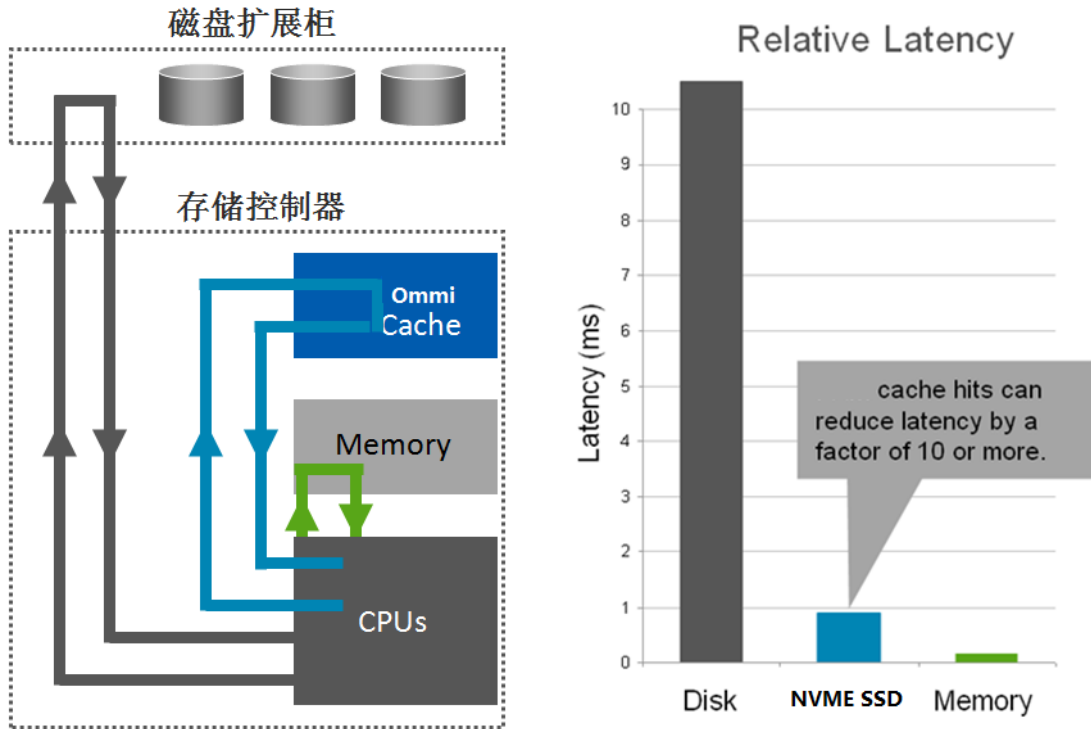 磁盘扩展柜
存储控制器
Ommi
Cache
Memory
CPUs
Relative Latency
Latency (ms)
10
9
8
7
6
5
4
3
2
1
0
cache hits can
reduce latency by a
factor of 10 or more.
Disk
NVME SSD
Memory